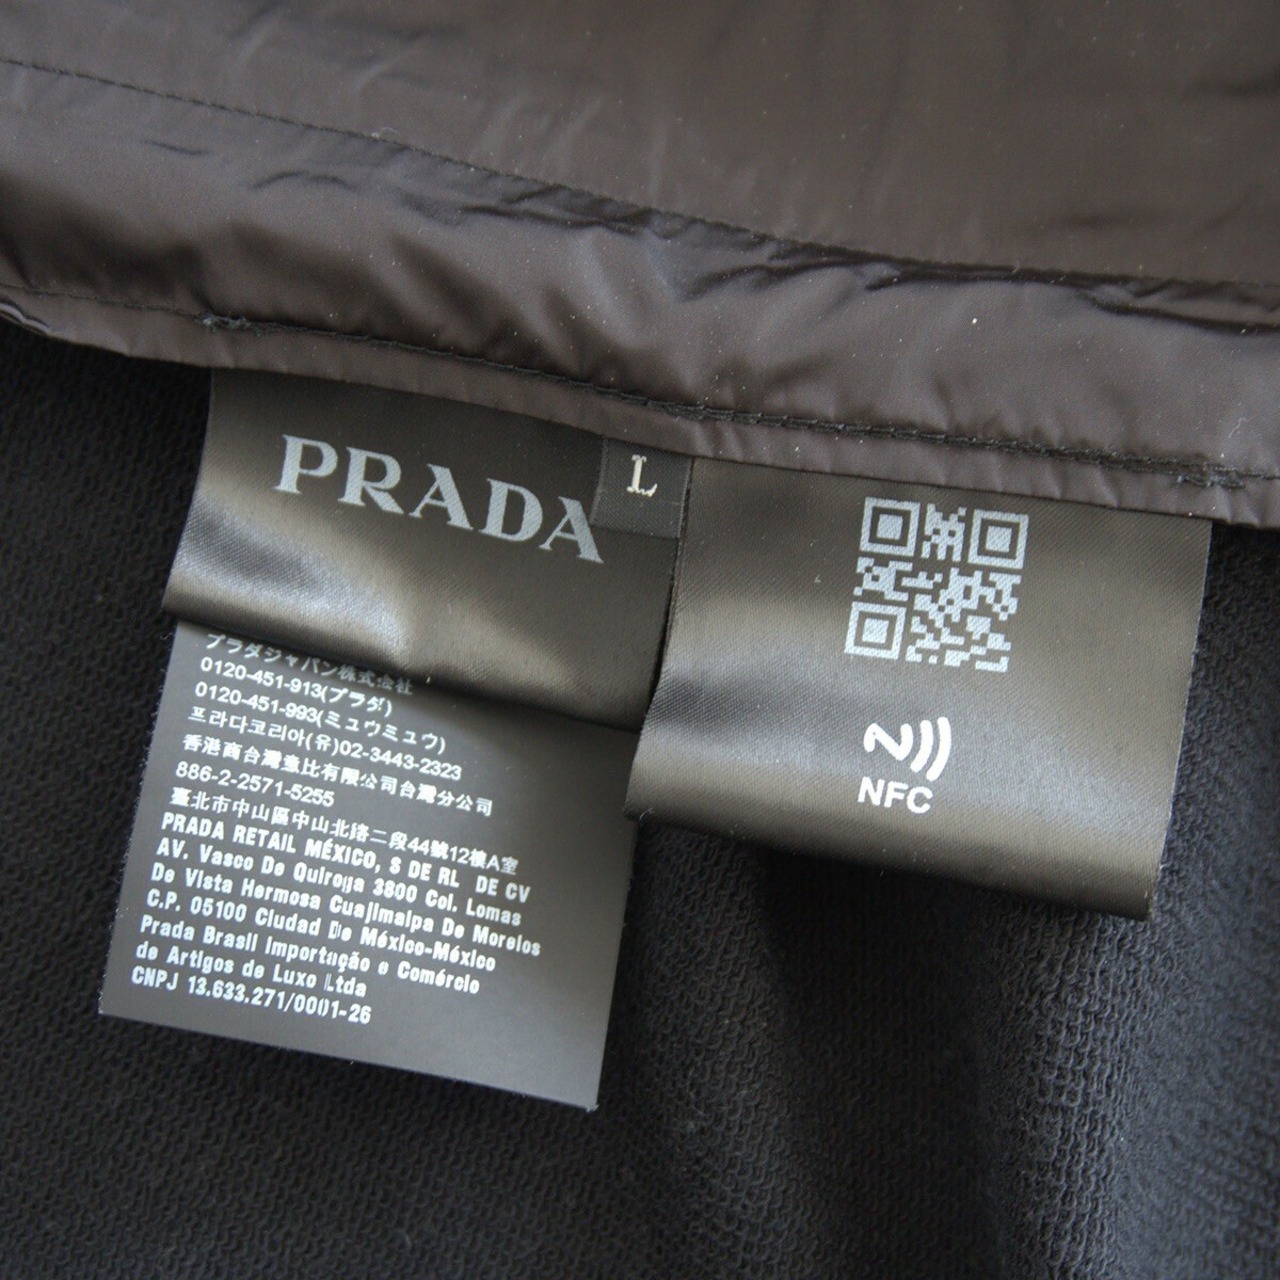 PRADA
L
プラダジャパン株式会社
0120-451-913(プラダ)
0120-451-993(ミュウミュウ)
프라다코리아(유)02-3443-2323
香港商台灣壹比有限公司台灣分公司
886-2-2571-5255
臺北市中山區中山北路二段44號12樓A室
PRADA RETAIL MÉXICO, S DE RL DE CV
AV. Vasco De Quiroga 3800 Col. Lomas
De Vista Hermosa Cuajimalpa De Morelos
C.P. 05100 Ciudad De México-México
Prada Brasil Importação e Comércio
de Artigos de Luxo Ltda
CNPJ 13.633.271/0001-26
NFC